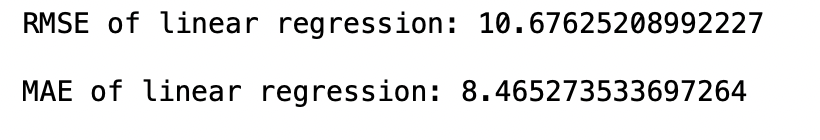 RMSE of linear regression: 10.67625208992227
MAE of linear regression: 8.465273533697264